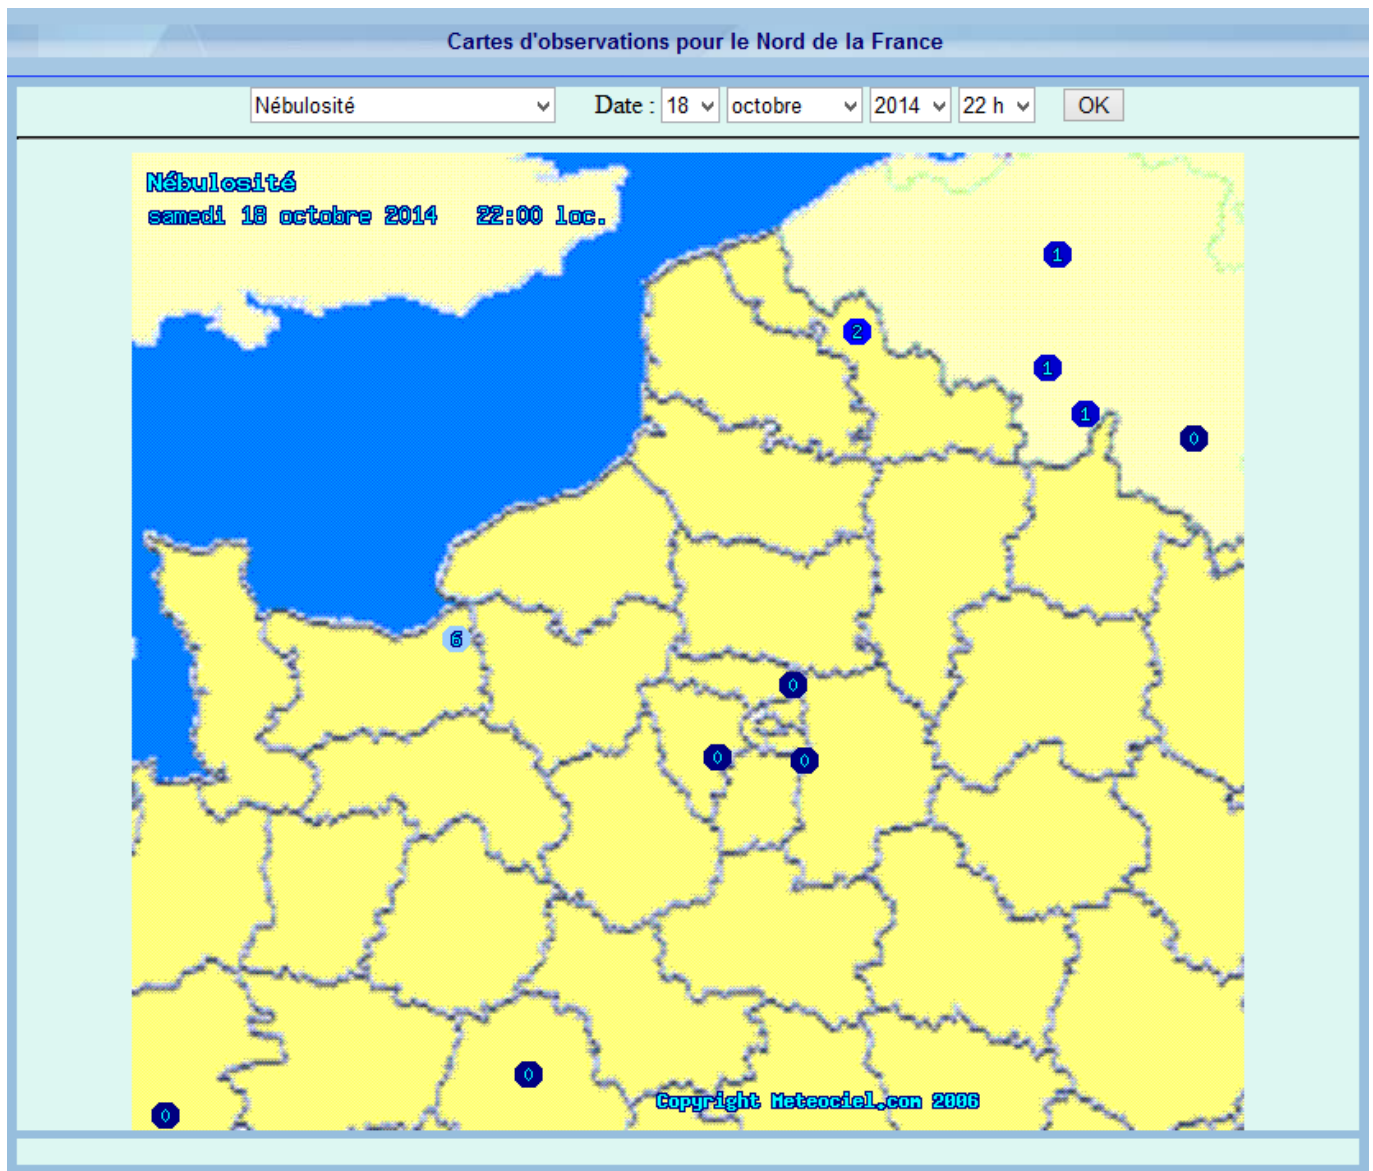 Cartes d'observations pour le Nord de la France
Nébulosité Date : 18 octobre 2014 22 h OK
Nébulosité
samedi 18 octobre 2014 22:00 loc.
1
2
1
1
0
6
0
0
0
0
0
Copyright Meteociel.com 2006